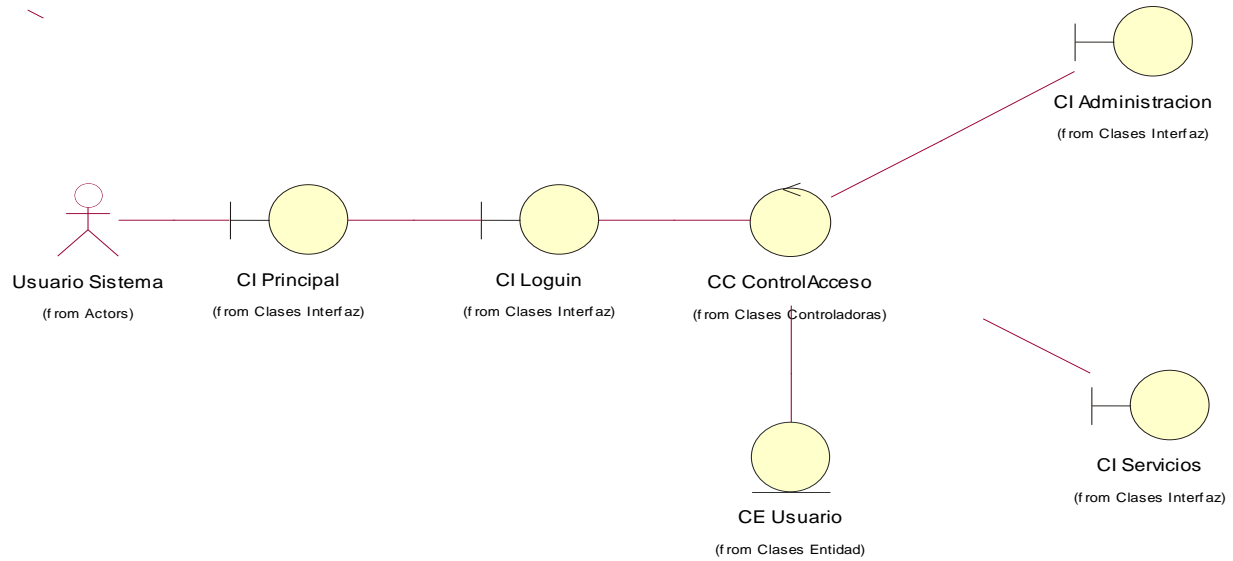 CI Administracion
(from Clases Interfaz)
Usuario Sistema
(from Actors)
CI Principal
(from Clases Interfaz)
CI Loguin
(from Clases Interfaz)
CC ControlAcceso
(from Clases Controladoras)
CI Servicios
(from Clases Interfaz)
CE Usuario
(from Clases Entidad)